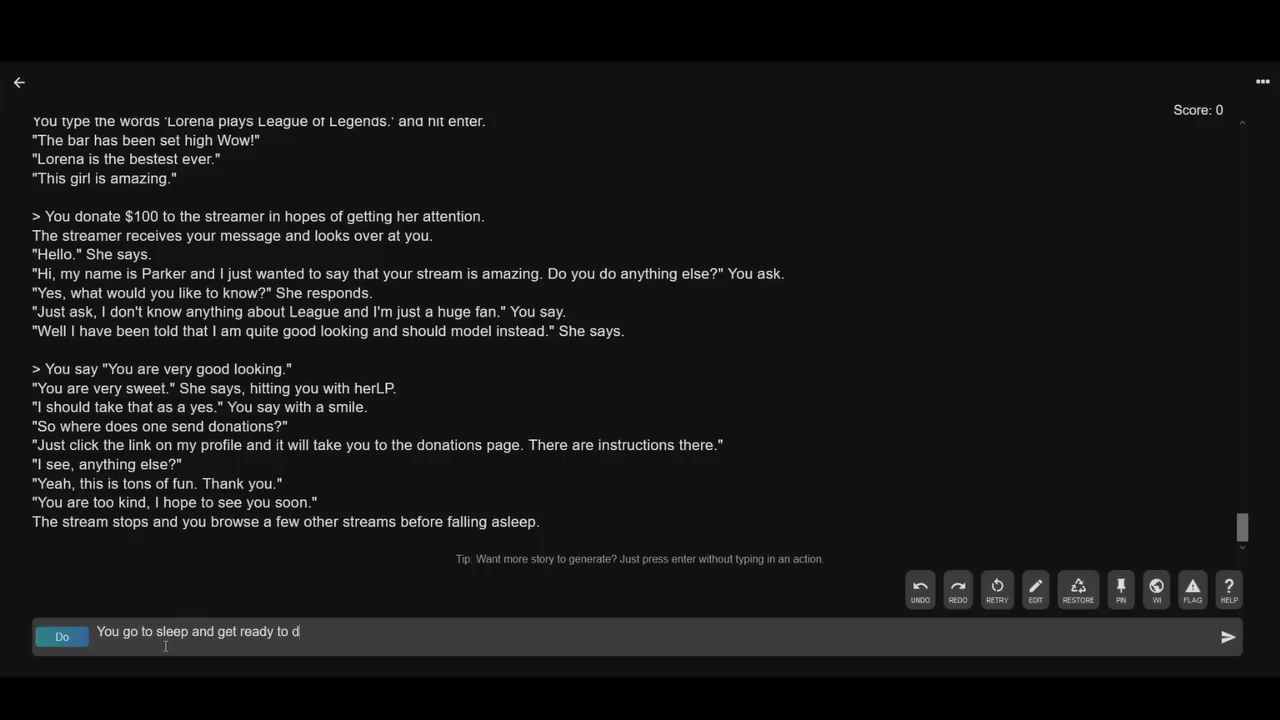 Score: 0
You type the words 'Lorena plays League of Legends.' and hit enter.
"The bar has been set high Wow!"
"Lorena is the bestest ever."
"This girl is amazing."
> You donate $100 to the streamer in hopes of getting her attention.
The streamer receives your message and looks over at you.
"Hello." She says.
"Hi, my name is Parker and I just wanted to say that your stream is amazing. Do you do anything else?" You ask.
"Yes, what would you like to know?" She responds.
"Just ask, I don't know anything about League and I'm just a huge fan." You say.
"Well I have been told that I am quite good looking and should model instead." She says.
> You say "You are very good looking."
"You are very sweet." She says, hitting you with herLP.
"I should take that as a yes." You say with a smile.
"So where does one send donations?"
"Just click the link on my profile and it will take you to the donations page. There are instructions there."
"I see, anything else?"
"Yeah, this is tons of fun. Thank you."
"You are too kind, I hope to see you soon."
The stream stops and you browse a few other streams before falling asleep.
Tip: Want more story to generate? Just press enter without typing in an action.
UNDO REDO RETRY EDIT RESTORE PIN WI FLAG HELP
Do You go to sleep and get ready to d